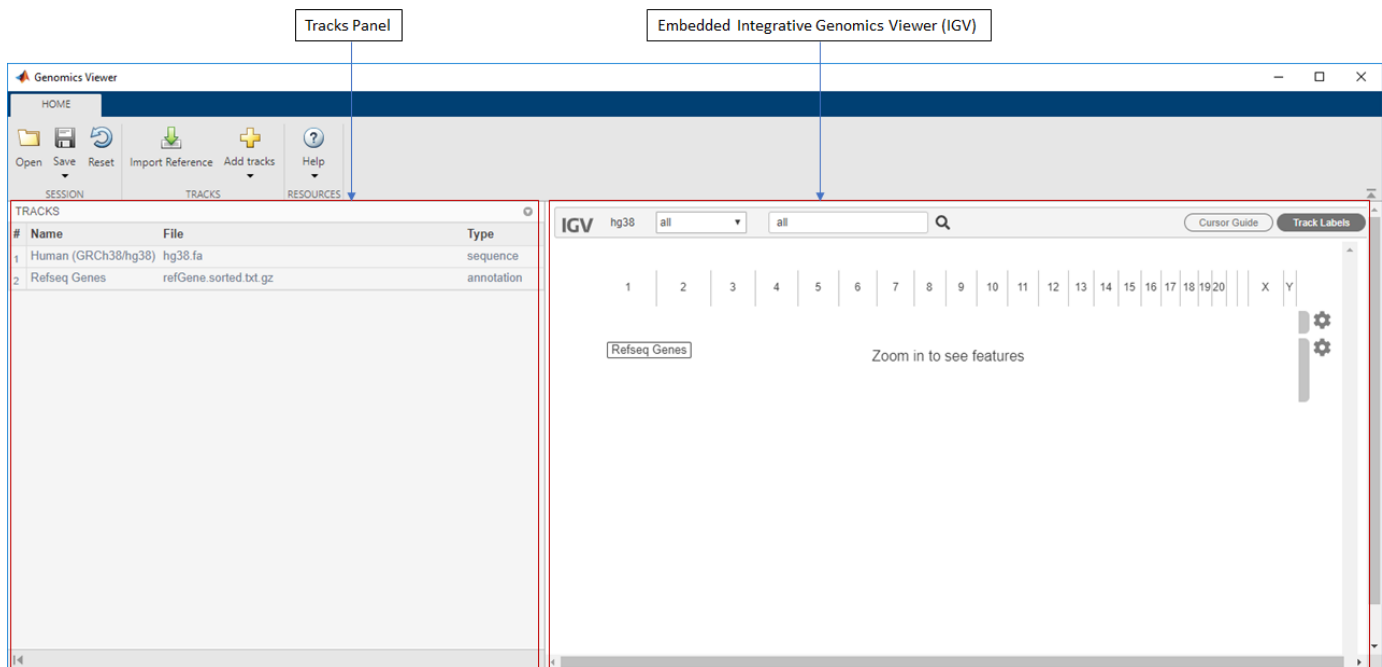 Tracks Panel
Embedded Integrative Genomics Viewer (IGV)
Genomics Viewer
HOME
Open Save Reset Import Reference Add tracks Help
SESSION TRACKS RESOURCES
TRACKS
# Name File Type
1 Human (GRCh38/hg38) hg38.fa sequence
2 Refseq Genes refGene.sorted.txt.gz annotation
IGV hg38 all all Cursor Guide Track Labels
1 2 3 4 5 6 7 8 9 10 11 12 13 14 15 16 17 18 19 20 X Y
Refseq Genes
Zoom in to see features